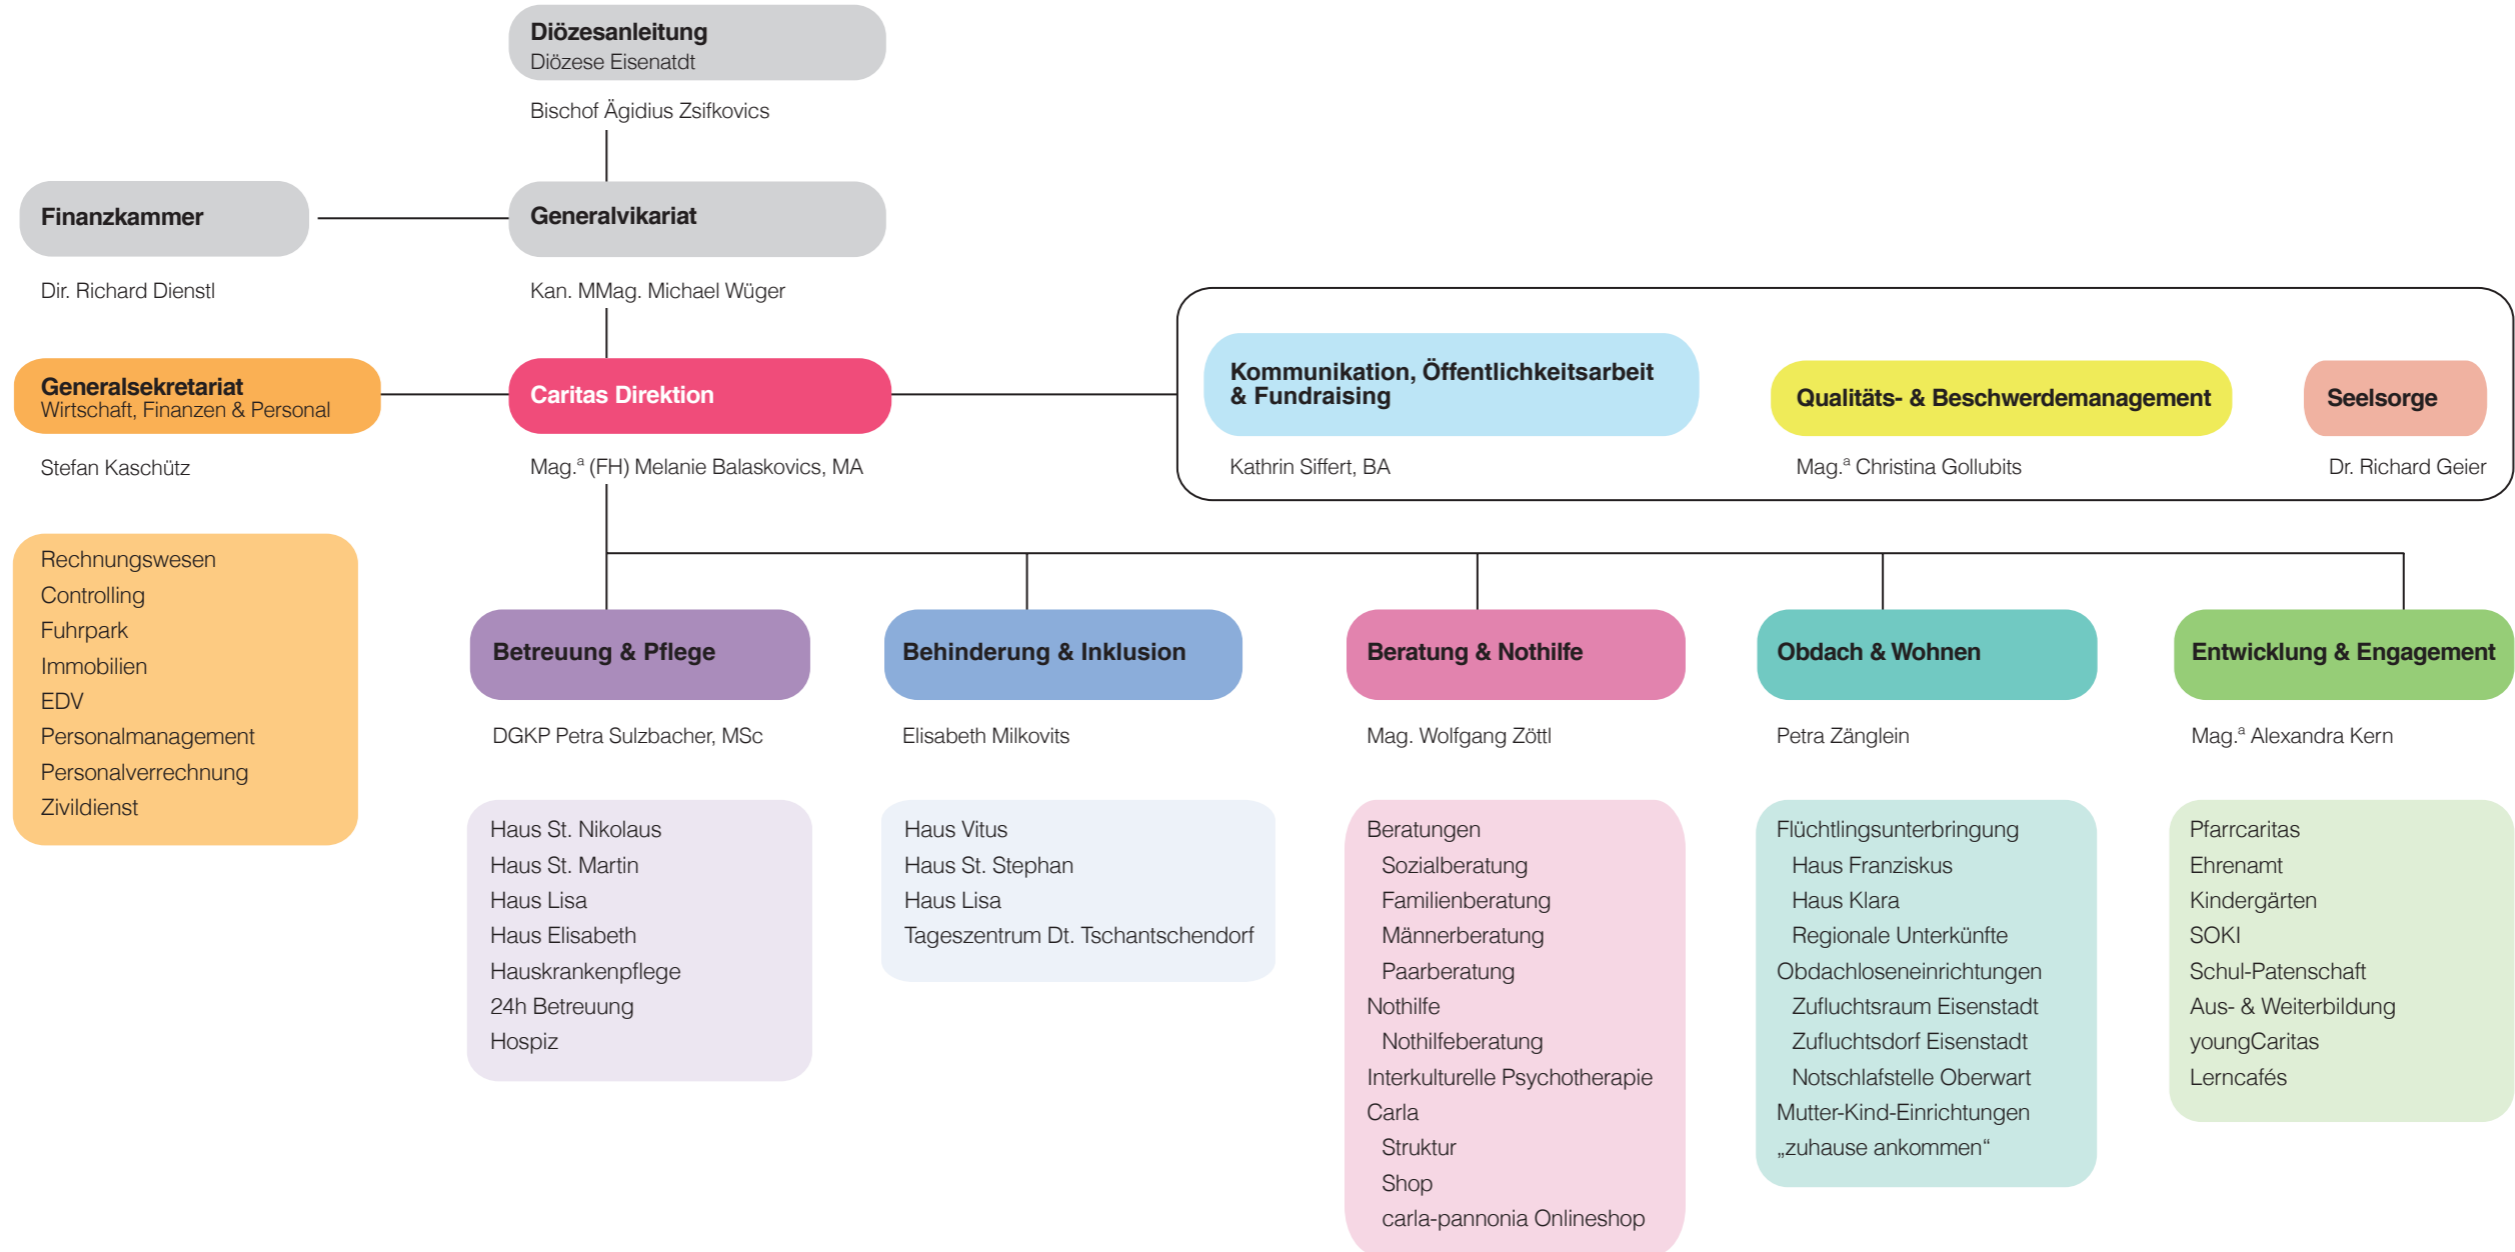 Diözesanleitung
Diözese Eisenatdt
Bischof Ägidius Zsifkovics
Finanzkammer
Dir. Richard Dienstl
Generalvikariat
Kan. MMag. Michael Wüger
Generalsekretariat
Wirtschaft, Finanzen & Personal
Stefan Kaschütz
Caritas Direktion
Mag.ª (FH) Melanie Balaskovics, MA
Kommunikation, Öffentlichkeitsarbeit
& Fundraising
Kathrin Siffert, BA
Qualitäts- & Beschwerdemanagement
Mag.ª Christina Gollubits
Seelsorge
Dr. Richard Geier
Rechnungswesen
Controlling
Fuhrpark
Immobilien
EDV
Personalmanagement
Personalverrechnung
Zivildienst
Betreuung & Pflege
DGKP Petra Sulzbacher, MSc
Haus St. Nikolaus
Haus St. Martin
Haus Lisa
Haus Elisabeth
Hauskrankenpflege
24h Betreuung
Hospiz
Behinderung & Inklusion
Elisabeth Milkovits
Haus Vitus
Haus St. Stephan
Haus Lisa
Tageszentrum Dt. Tschantschendorf
Beratung & Nothilfe
Mag. Wolfgang Zöttl
Beratungen
Sozialberatung
Familienberatung
Männerberatung
Paarberatung
Nothilfe
Nothilfeberatung
Interkulturelle Psychotherapie
Carla
Struktur
Shop
carla-pannonia Onlineshop
Obdach & Wohnen
Petra Zänglein
Flüchtlingsunterbringung
Haus Franziskus
Haus Klara
Regionale Unterkünfte
Obdachloseneinrichtungen
Zufluchtsraum Eisenstadt
Zufluchtsdorf Eisenstadt
Notschlafstelle Oberwart
Mutter-Kind-Einrichtungen
„zuhause ankommen“
Entwicklung & Engagement
Mag.ª Alexandra Kern
Pfarrcaritas
Ehrenamt
Kindergärten
SOKI
Schul-Patenschaft
Aus- & Weiterbildung
youngCaritas
Lerncafés